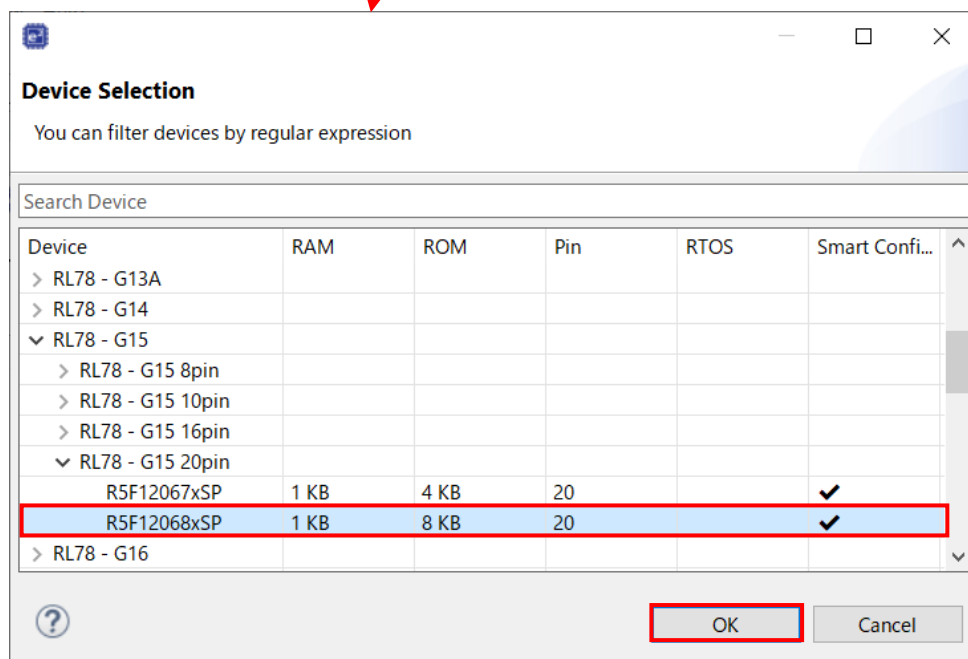 Device Selection
You can filter devices by regular expression
Search Device
Device RAM ROM Pin RTOS Smart Confi...
RL78 - G13A
RL78 - G14
RL78 - G15
RL78 - G15 8pin
RL78 - G15 10pin
RL78 - G15 16pin
RL78 - G15 20pin
R5F12067xSP 1 KB 4 KB 20 ✔
R5F12068xSP 1 KB 8 KB 20 ✔
RL78 - G16
? OK Cancel